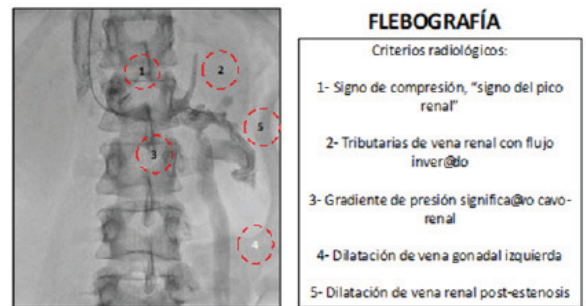 FLEBOGRAFÍA
1
2
5
3
4
Criterios radiológicos:
1- Signo de compresión, "signo del pico
renal"
2- Tributarias de vena renal con flujo
inver@do
3- Gradiente de presión significa@vo cavo-
renal
4- Dilatación de vena gonadal izquierda
5- Dilatación de vena renal post-estenosis